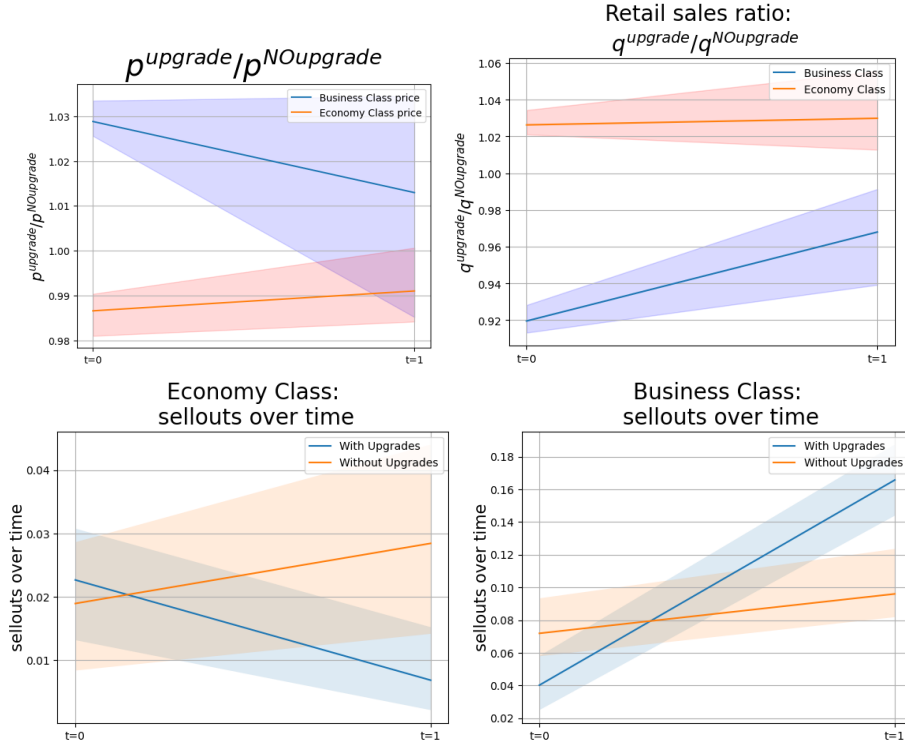 p^upgrade/p^NOupgrade
Business Class price
Economy Class price
p^upgrade/p^NOupgrade
1.03
1.02
1.01
1.00
0.99
0.98
t=0 t=1
Retail sales ratio:
q^upgrade/q^NOupgrade
Business Class
Economy Class
q^upgrade/q^NOupgrade
1.06
1.04
1.02
1.00
0.98
0.96
0.94
0.92
t=0 t=1
Economy Class:
sellouts over time
With Upgrades
Without Upgrades
sellouts over time
0.04
0.03
0.02
0.01
t=0 t=1
Business Class:
sellouts over time
With Upgrades
Without Upgrades
sellouts over time
0.18
0.16
0.14
0.12
0.10
0.08
0.06
0.04
0.02
t=0 t=1